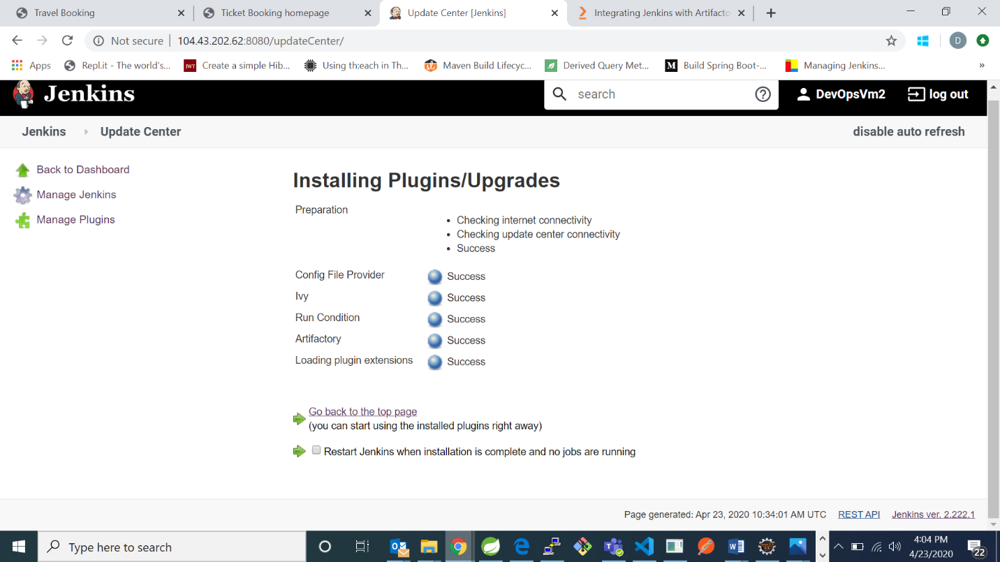 Travel Booking
Ticket Booking homepage
Update Center [Jenkins]
Integrating Jenkins with Artifacto
Not secure
104.43.202.62:8080/updateCenter/
D
Apps
Repl.it - The world's...
JWT
Create a simple Hib...
Using th:each in Th...
Maven Build Lifecyc...
Derived Query Met...
M
Build Spring Boot-...
Managing Jenkins...
»
Jenkins
search
DevOpsVm2
log out
Jenkins
Update Center
disable auto refresh
Back to Dashboard
Manage Jenkins
Manage Plugins
Installing Plugins/Upgrades
Preparation
• Checking internet connectivity
• Checking update center connectivity
• Success
Config File Provider Success
Ivy Success
Run Condition Success
Artifactory Success
Loading plugin extensions Success
Go back to the top page
(you can start using the installed plugins right away)
Restart Jenkins when installation is complete and no jobs are running
Page generated: Apr 23, 2020 10:34:01 AM UTC
REST API
Jenkins ver. 2.222.1
Type here to search
4:04 PM
4/23/2020
22